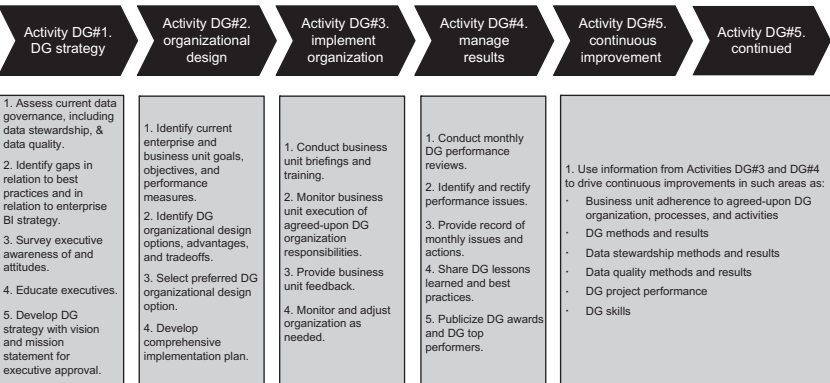 Activity DG#1.
DG strategy
Activity DG#2.
organizational
design
Activity DG#3.
implement
organization
Activity DG#4.
manage
results
Activity DG#5.
continuous
improvement
Activity DG#5.
continued
1. Assess current data
governance, including
data stewardship, &
data quality.
2. Identify gaps in
relation to best
practices and in
relation to enterprise
BI strategy.
3. Survey executive
awareness of and
attitudes.
4. Educate executives.
5. Develop DG
strategy with vision
and mission
statement for
executive approval.
1. Identify current
enterprise and
business unit goals,
objectives, and
performance
measures.
2. Identify DG
organizational design
options, advantages,
and tradeoffs.
3. Select preferred DG
organizational design
option.
4. Develop
comprehensive
implementation plan.
1. Conduct business
unit briefings and
training.
2. Monitor business
unit execution of
agreed-upon DG
organization
responsibilities.
3. Provide business
unit feedback.
4. Monitor and adjust
organization as
needed.
1. Conduct monthly
DG performance
reviews.
2. Identify and rectify
performance issues.
3. Provide record of
monthly issues and
actions.
4. Share DG lessons
learned and best
practices.
5. Publicize DG awards
and DG top
performers.
1. Use information from Activities DG#3 and DG#4
to drive continuous improvements in such areas as:
· Business unit adherence to agreed-upon DG
organization, processes, and activities
· DG methods and results
· Data stewardship methods and results
· Data quality methods and results
· DG project performance
· DG skills